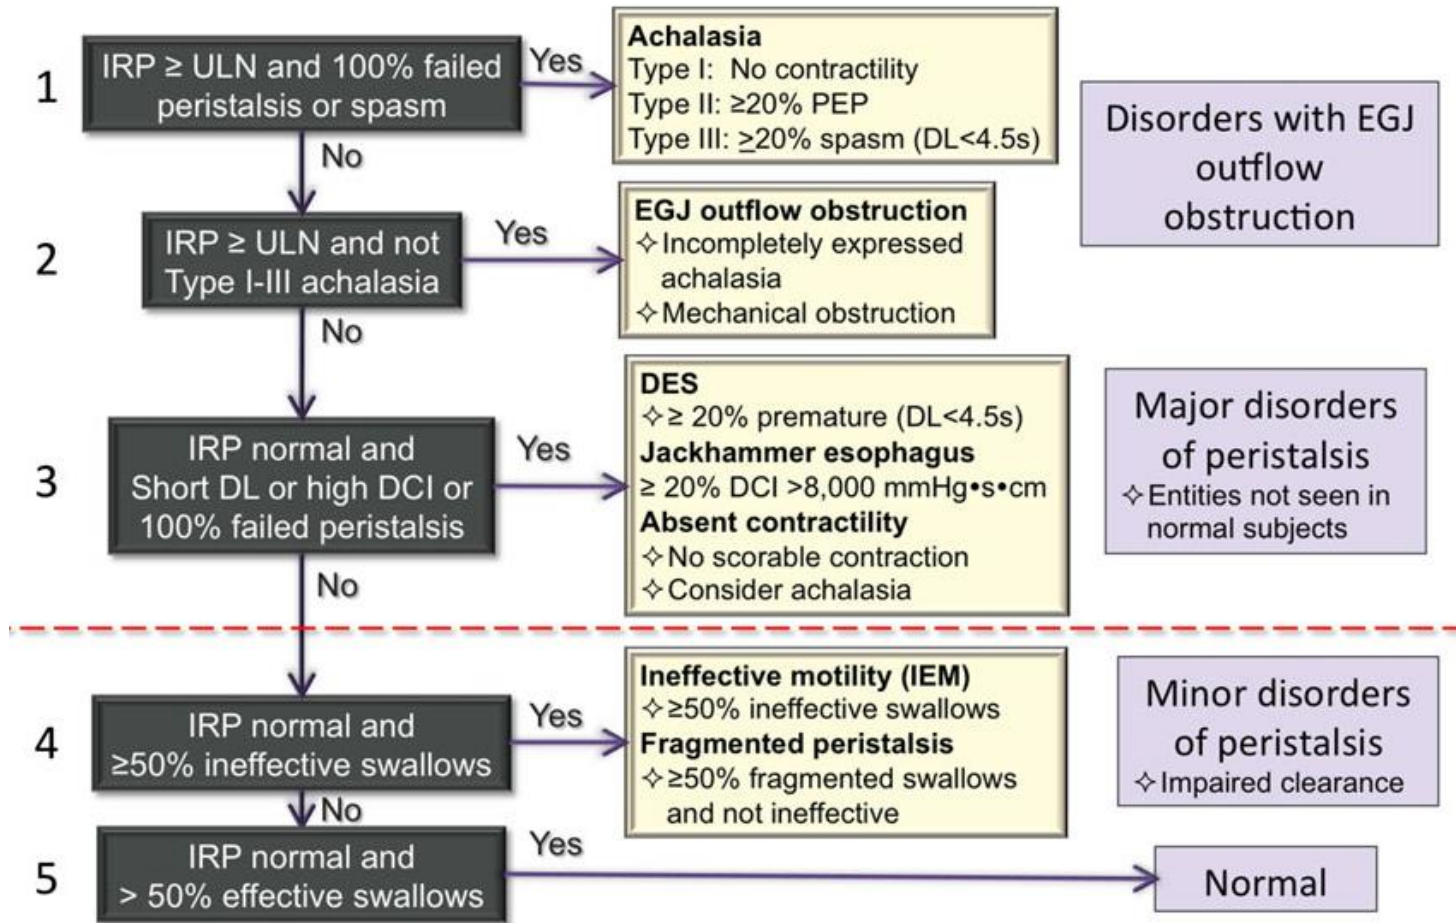 1
IRP ≥ ULN and 100% failed
peristalsis or spasm
Yes
Achalasia
Type I: No contractility
Type II: ≥20% PEP
Type III: ≥20% spasm (DL<4.5s)
Disorders with EGJ
outflow
obstruction
No
2
IRP ≥ ULN and not
Type I-III achalasia
Yes
EGJ outflow obstruction
✧Incompletely expressed
achalasia
✧Mechanical obstruction
No
3
IRP normal and
Short DL or high DCI or
100% failed peristalsis
Yes
DES
✧≥ 20% premature (DL<4.5s)
Jackhammer esophagus
≥ 20% DCI >8,000 mmHg•s•cm
Absent contractility
✧No scorable contraction
✧Consider achalasia
Major disorders
of peristalsis
✧Entities not seen in
normal subjects
No
4
IRP normal and
≥50% ineffective swallows
Yes
Ineffective motility (IEM)
✧≥50% ineffective swallows
Fragmented peristalsis
✧≥50% fragmented swallows
and not ineffective
Minor disorders
of peristalsis
✧Impaired clearance
No
5
IRP normal and
> 50% effective swallows
Yes
Normal